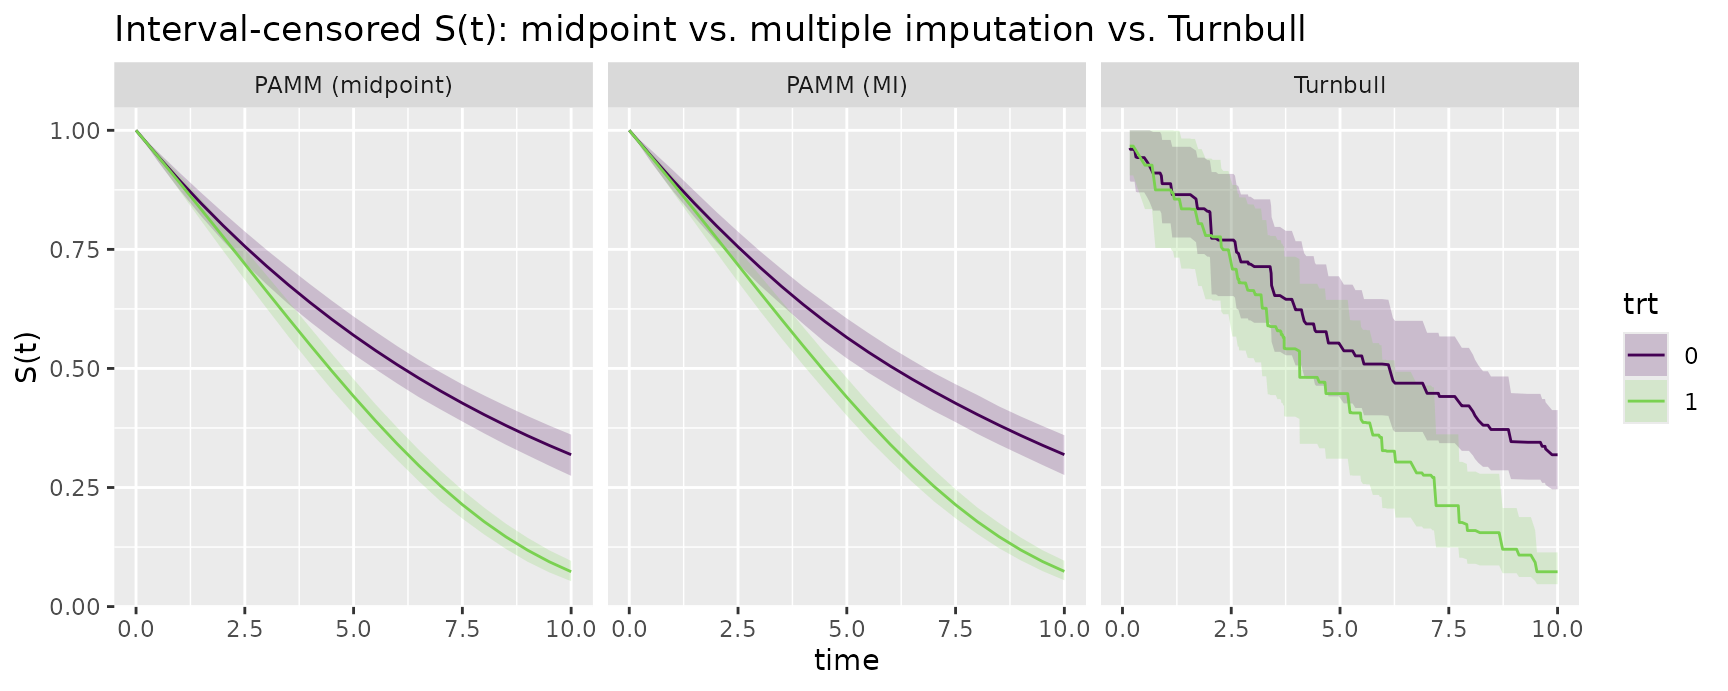 Interval-censored S(t): midpoint vs. multiple imputation vs. Turnbull
PAMM (midpoint) PAMM (MI) Turnbull
1.00
0.75
0.50
0.25
0.00
S(t)
0.0 2.5 5.0 7.5 10.0 0.0 2.5 5.0 7.5 10.0 0.0 2.5 5.0 7.5 10.0
time
trt
0
1